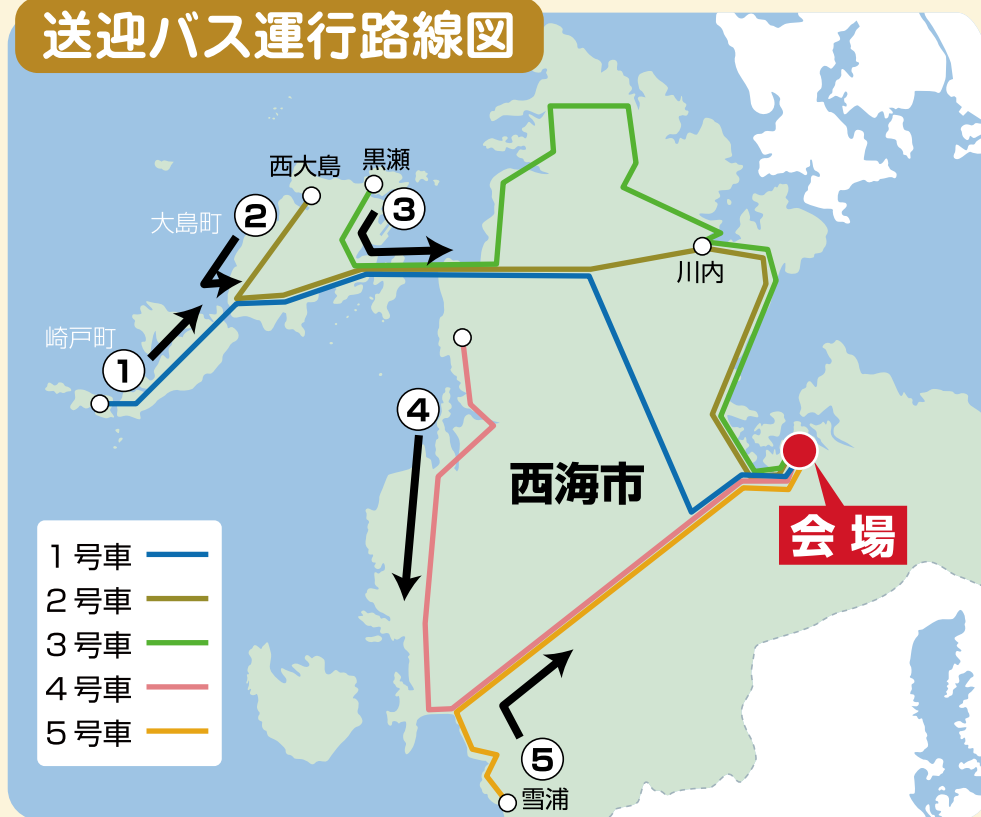 送迎バス運行路線図
西大島
黒瀬
③
②
大島町
川内
崎戸町
①
④
西海市
会場
1号車
2号車
3号車
4号車
5号車
⑤
雪浦